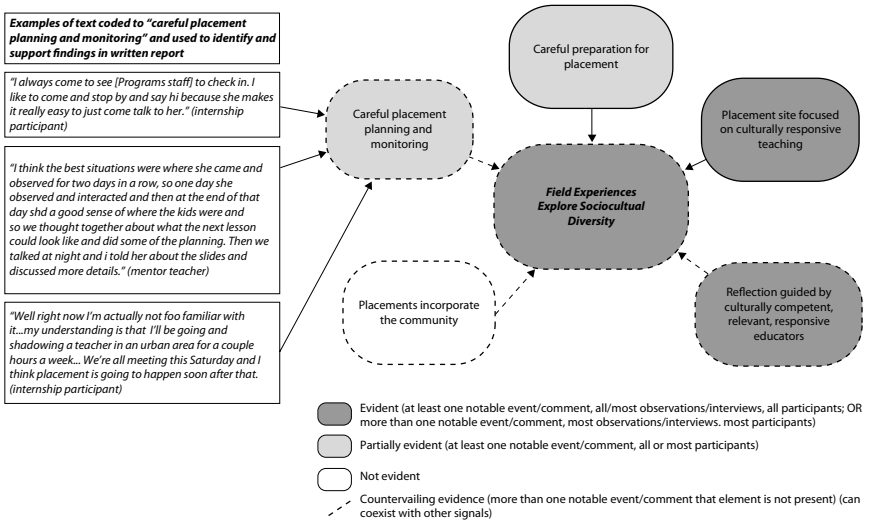 Examples of text coded to “careful placement
planning and monitoring” and used to identify and
support findings in written report
“I always come to see [Programs staff] to check in. I
like to come and stop by and say hi because she makes
it really easy to just come talk to her.” (internship
participant)
“I think the best situations were where she came and
observed for two days in a row, so one day she
observed and interacted and then at the end of that
day shd a good sense of where the kids were and
so we thought together about what the next lesson
could look like and did some of the planning. Then we
talked at night and i told her about the slides and
discussed more details.” (mentor teacher)
“Well right now I’m actually not foo familiar with
it...my understanding is that I’ll be going and
shadowing a teacher in an urban area for a couple
hours a week... We’re all meeting this Saturday and I
think placement is going to happen soon after that.
(internship participant)
Careful placement
planning and
monitoring
Careful preparation for
placement
Placement site focused
on culturally responsive
teaching
Field Experiences
Explore Sociocultual
Diversity
Placements incorporate
the community
Reflection guided by
culturally competent,
relevant, responsive
educators
Evident (at least one notable event/comment, all/most observations/interviews, all participants; OR
more than one notable event/comment, most observations/interviews. most participants)
Partially evident (at least one notable event/comment, all or most participants)
Not evident
Countervailing evidence (more than one notable event/comment that element is not present) (can
coexist with other signals)